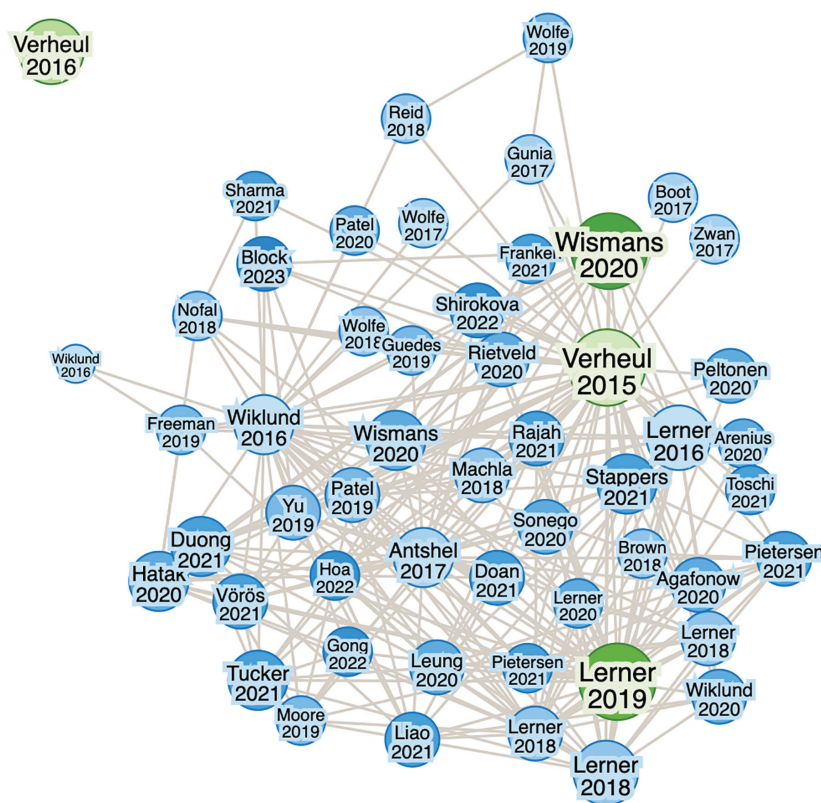 Verheul
2016
Wolfe
2019
Reid
2018
Gunia
2017
Sharma
2021
Boot
2017
Patel
2020
Wolfe
2017
Zwan
2017
Wismans
2020
Block
2023
Franken
2021
Shirokova
2022
Nofal
2018
Wolfe
2018
Guedes
2019
Rietveld
2020
Verheul
2015
Wiklund
2016
Peltonen
2020
Freeman
2019
Wiklund
2016
Wismans
2020
Rajah
2021
Lerner
2016
Arenius
2020
Machla
2018
Stappers
2021
Toschi
2021
Yu
2019
Patel
2019
Sonego
2020
Duong
2021
Hatak
2020
Hoa
2022
Antshel
2017
Doan
2021
Brown
2018
Agafonow
2020
Pietersen
2021
Vörös
2021
Lerner
2020
Lerner
2018
Gong
2022
Leung
2020
Pietersen
2021
Lerner
2019
Tucker
2021
Wiklund
2020
Moore
2019
Liao
2021
Lerner
2018
Lerner
2018